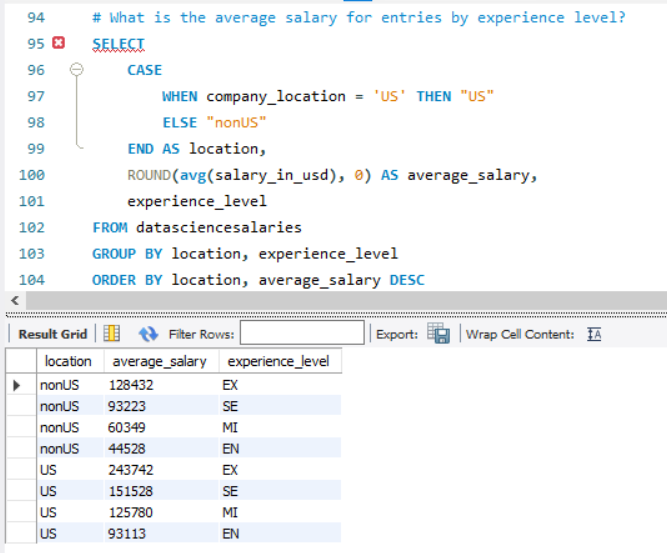 94 # What is the average salary for entries by experience level?
95 SELECT
96 CASE
97 WHEN company_location = 'US' THEN "US"
98 ELSE "nonUS"
99 END AS location,
100 ROUND(avg(salary_in_usd), 0) AS average_salary,
101 experience_level
102 FROM datasciencesalaries
103 GROUP BY location, experience_level
104 ORDER BY location, average_salary DESC
Result Grid Filter Rows: Export: Wrap Cell Content:
location average_salary experience_level
nonUS 128432 EX
nonUS 93223 SE
nonUS 60349 MI
nonUS 44528 EN
US 243742 EX
US 151528 SE
US 125780 MI
US 93113 EN